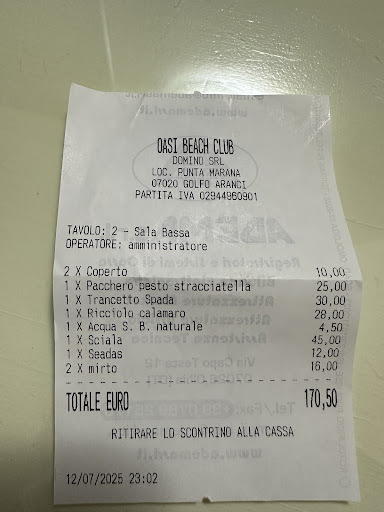 OASI BEACH CLUB
DOMINO SRL
LOC. PUNTA MARANA
07020 GOLFO ARANCI
PARTITA IVA 02944960901
TAVOLO: 2 - Sala Bassa
OPERATORE: amministratore
2 X Coperto 10,00
1 X Pacchero pesto stracciatella 25,00
1 X Trancetto Spada 30,00
1 X Ricciolo calamaro 28,00
1 X Acqua S. B. naturale 4,50
1 X Sciala 45,00
1 X Seadas 12,00
2 X mirto 16,00
TOTALE EURO 170,50
RITIRARE LO SCONTRINO ALLA CASSA
12/07/2025 23:02